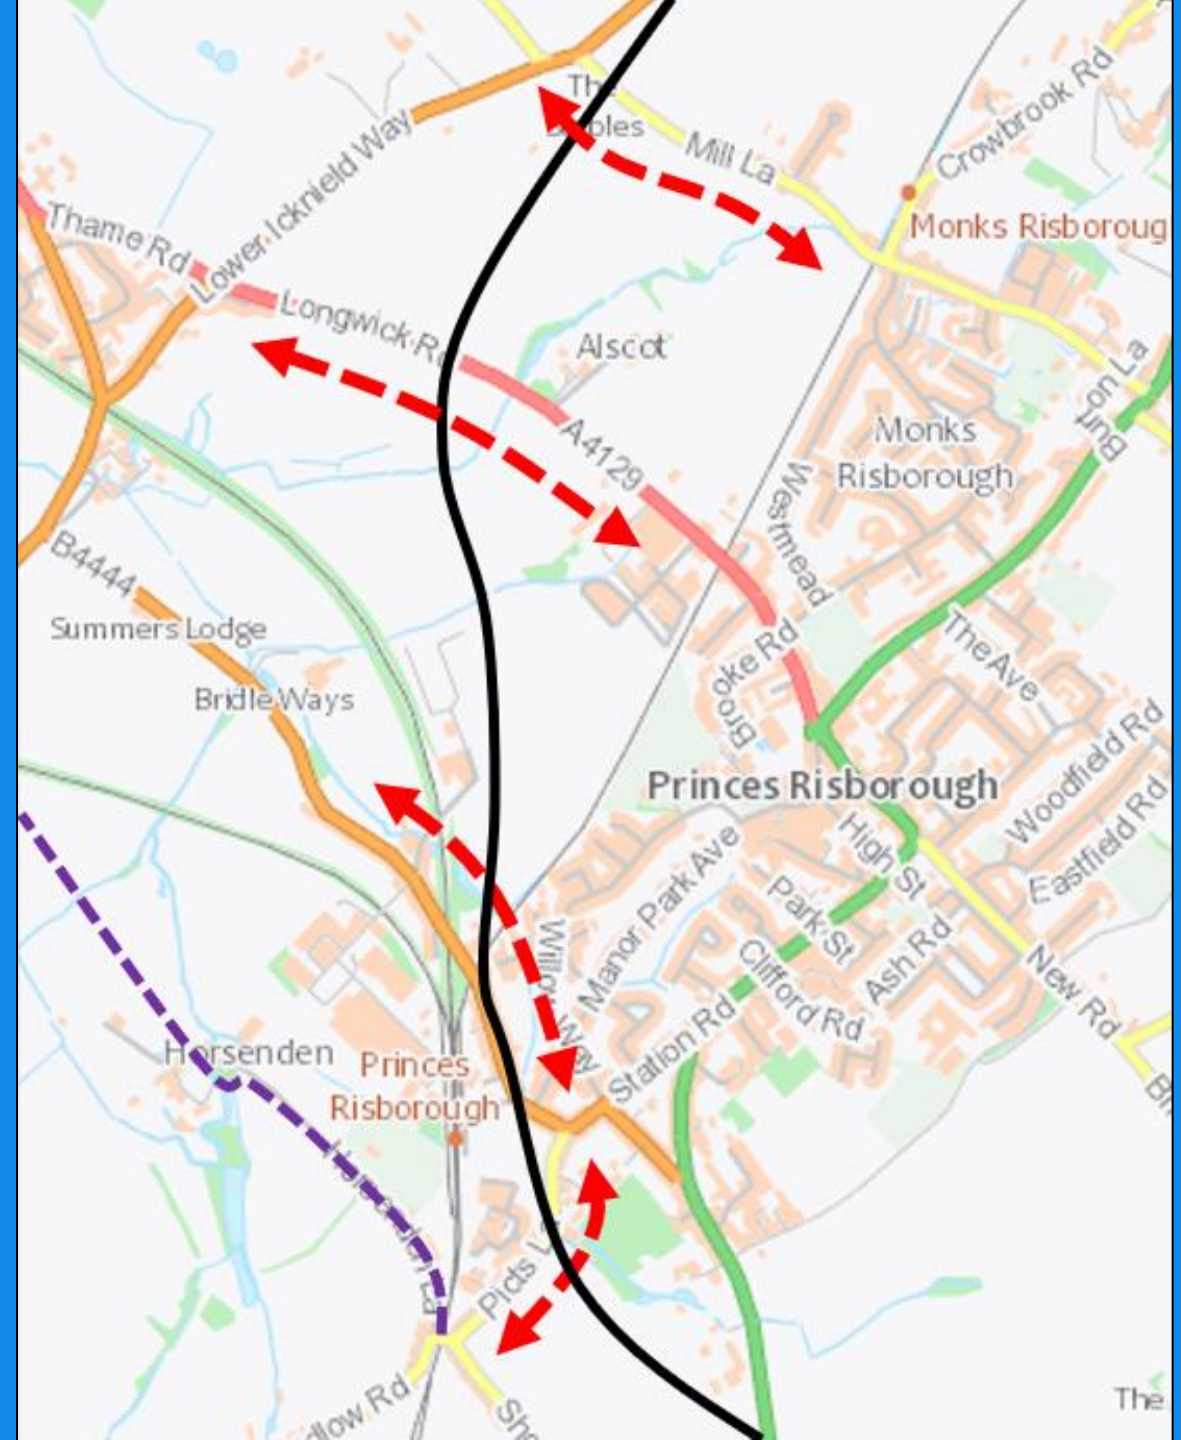 The
Mill La
Crowbrook Rd
Monks Risboroug
Lower Icknield Way
Thame Rd
Longwick Rd
Alscot
A4129
Burton La
Monks
Risborough
Westmead
B4444
Summers Lodge
Bridle Ways
The Ave
Brooke Rd
Woodfield Rd
Princes Risborough
Eastfield Rd
High St
Manor Park Ave
Park St
Ash Rd
Clifford Rd
New Rd
Willow Way
Station Rd
Horsenden
Princes
Risborough
Picts
dlow Rd
The